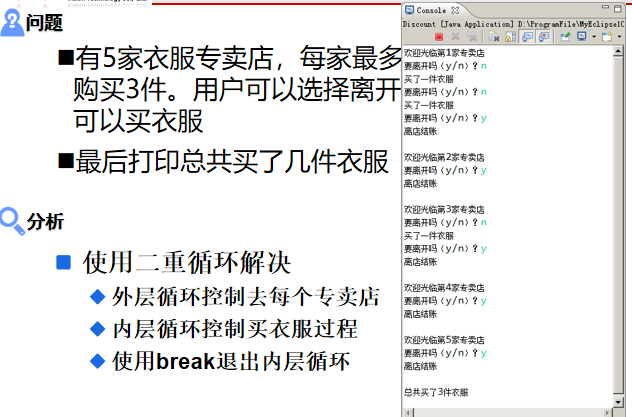 问题
■有5家衣服专卖店，每家最多
购买3件。用户可以选择离开
可以买衣服
■最后打印总共买了几件衣服
分析
使用二重循环解决
外层循环控制去每个专卖店
内层循环控制买衣服过程
使用break退出内层循环
Console
Discount [Java Application] D:\ProgramFile\MyEclipse10
欢迎光临第1家专卖店
要离开吗（y/n）？n
买了一件衣服
要离开吗（y/n）？n
买了一件衣服
要离开吗（y/n）？y
离店结账
欢迎光临第2家专卖店
要离开吗（y/n）？y
离店结账
欢迎光临第3家专卖店
要离开吗（y/n）？n
买了一件衣服
要离开吗（y/n）？y
离店结账
欢迎光临第4家专卖店
要离开吗（y/n）？y
离店结账
欢迎光临第5家专卖店
要离开吗（y/n）？y
离店结账
总共买了3件衣服